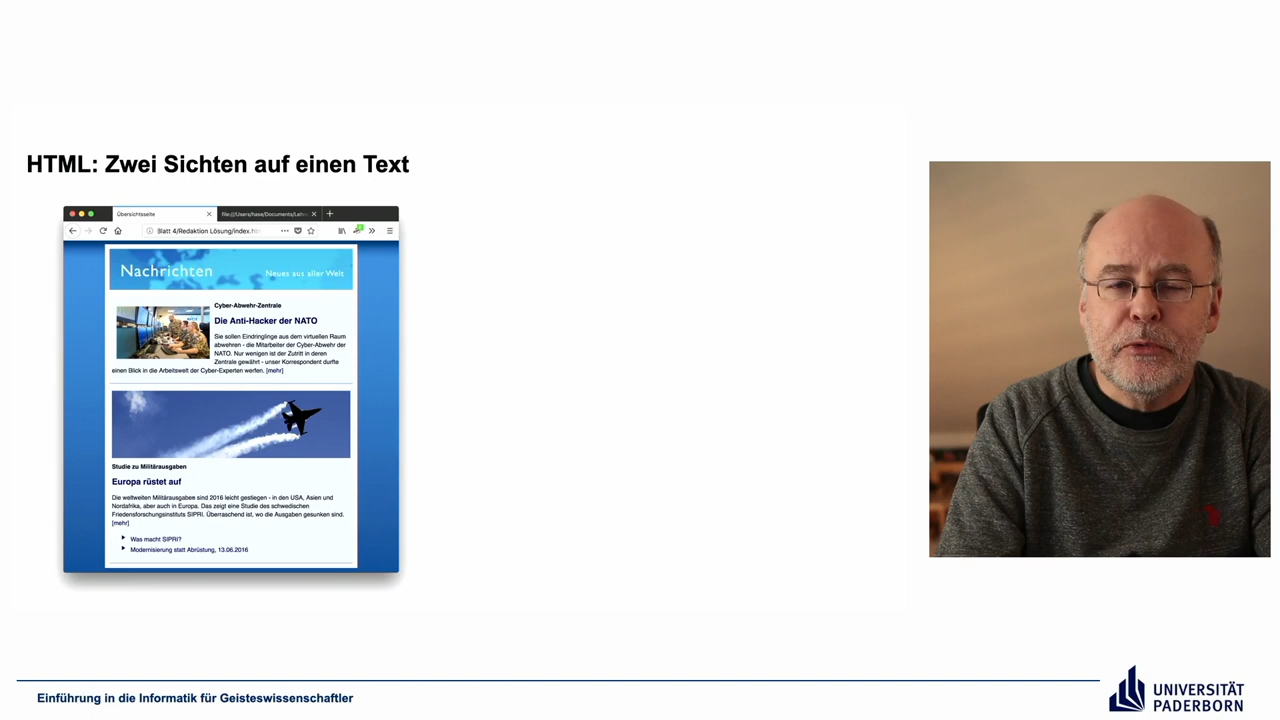 HTML: Zwei Sichten auf einen Text
Übersichtsseite
file:///Users/hase/Documents/Lehre
Blatt 4/Redaktion Lösung/index.htm
Nachrichten
Neues aus aller Welt
Cyber-Abwehr-Zentrale
Die Anti-Hacker der NATO
Sie sollen Eindringlinge aus dem virtuellen Raum
abwehren - die Mitarbeiter der Cyber-Abwehr der
NATO. Nur wenigen ist der Zutritt in deren
Zentrale gewährt - unser Korrespondent durfte
einen Blick in die Arbeitswelt der Cyber-Experten werfen. [mehr]
Studie zu Militärausgaben
Europa rüstet auf
Die weltweiten Militärausgaben sind 2016 leicht gestiegen - in den USA, Asien und
Nordafrika, aber auch in Europa. Das zeigt eine Studie des schwedischen
Friedensforschungsinstituts SIPRI. Überraschend ist, wo die Ausgaben gesunken sind.
[mehr]
Was macht SIPRI?
Modernisierung statt Abrüstung, 13.06.2016
Einführung in die Informatik für Geisteswissenschaftler
UNIVERSITÄT
PADERBORN